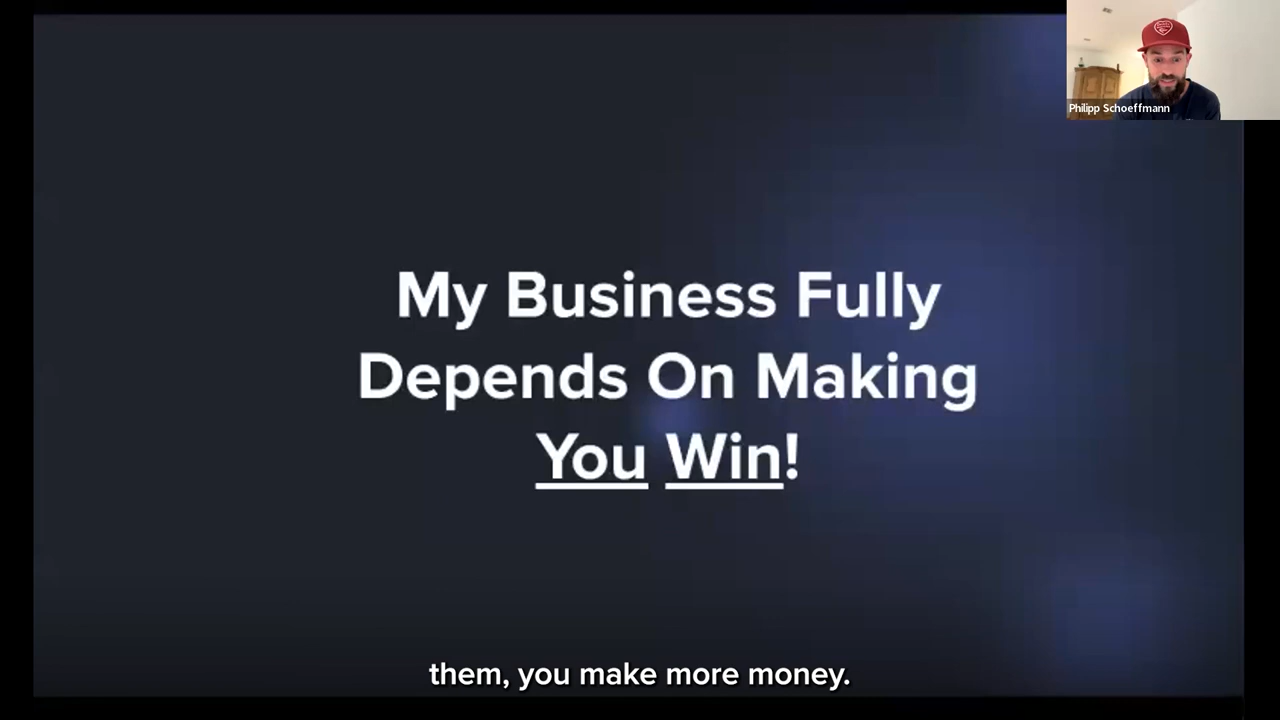 Philipp Schoeffmann
My Business Fully
Depends On Making
You Win!
them, you make more money.